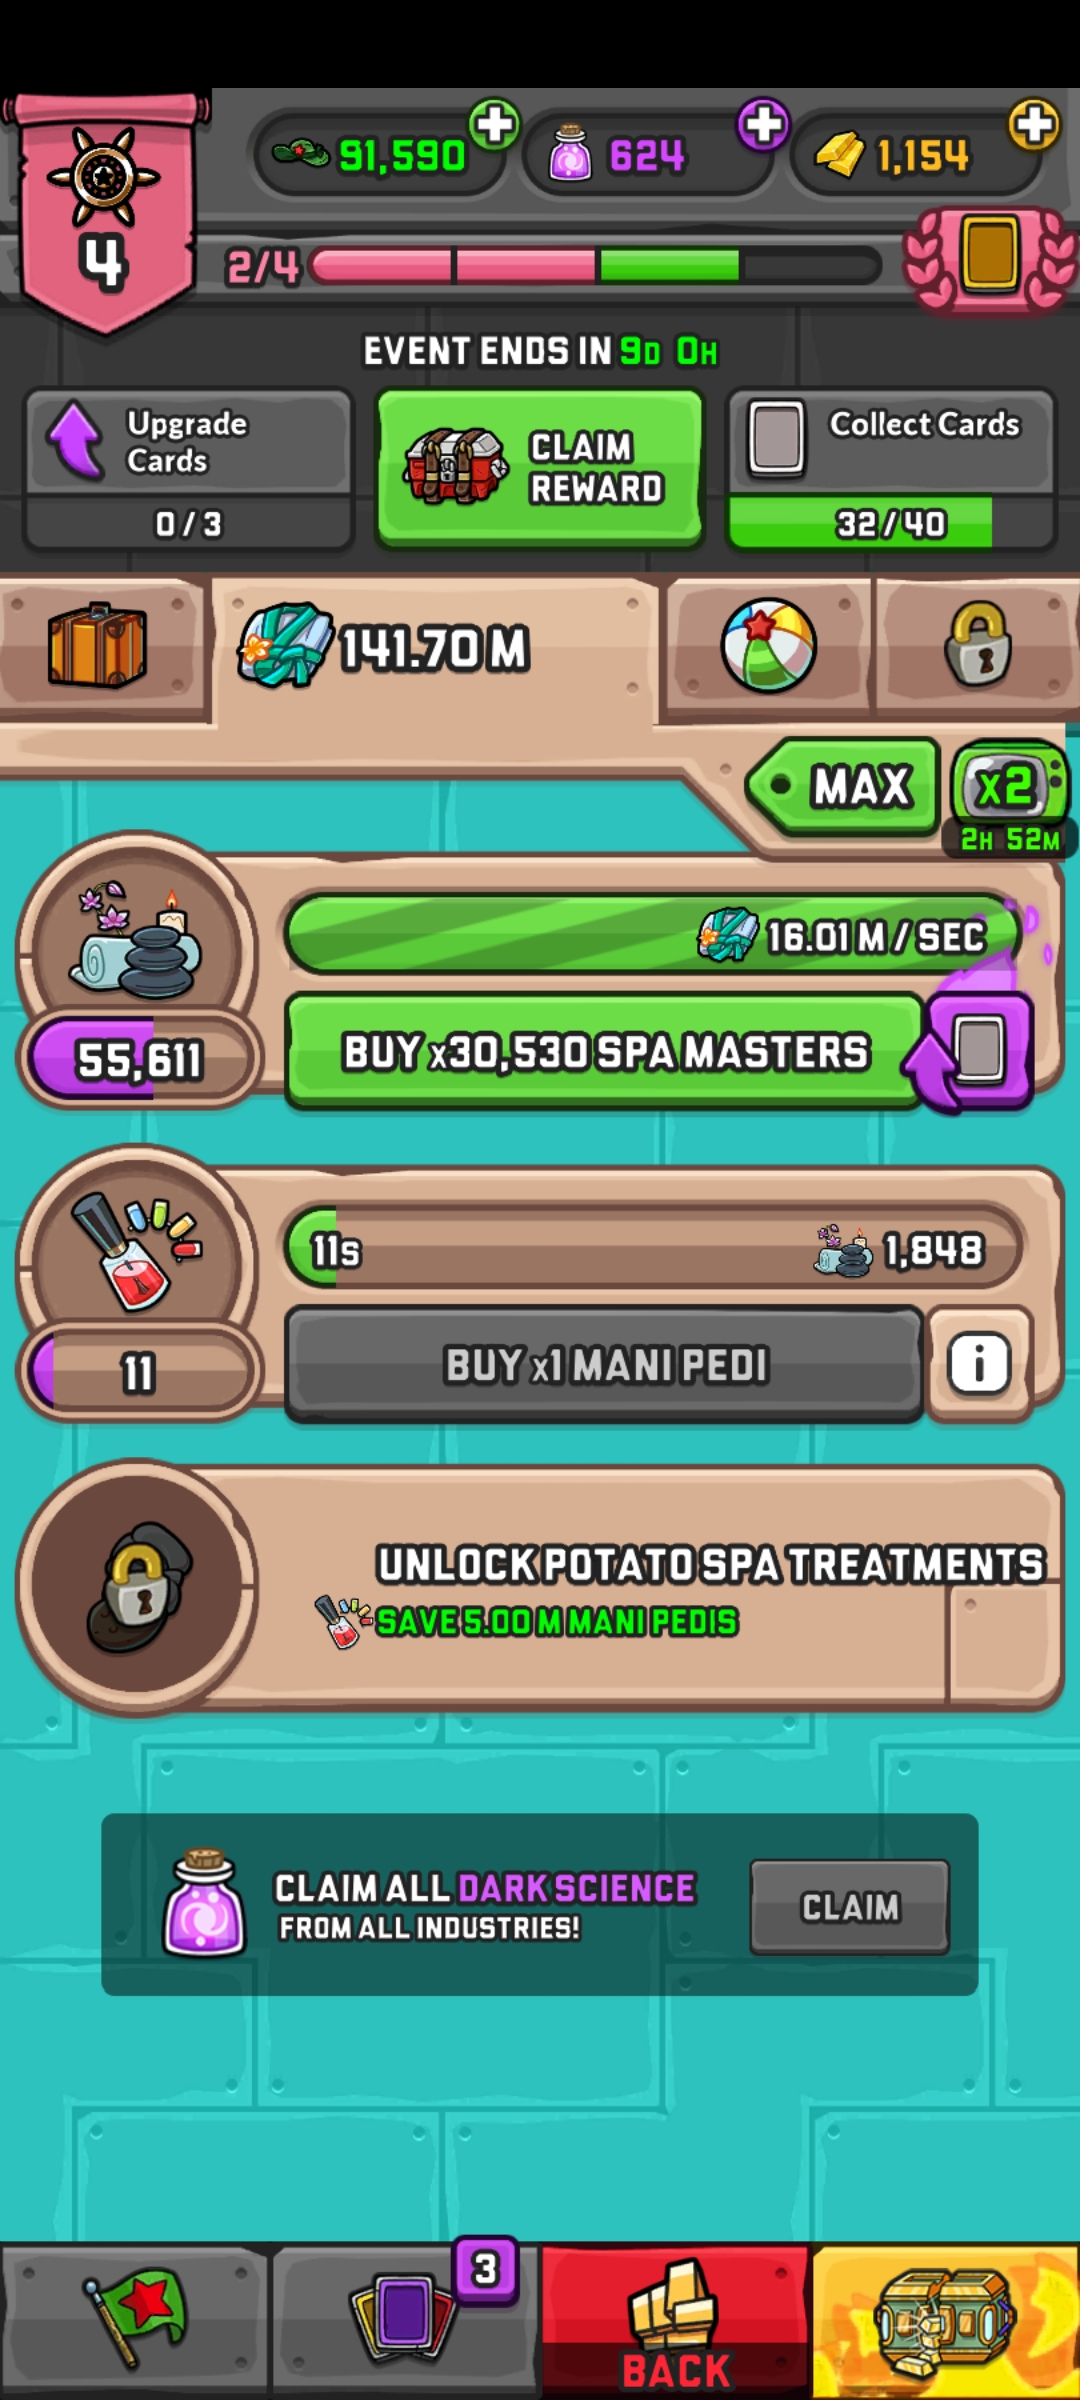 91,590
624
1,154
4
2/4
EVENT ENDS IN 9D 0H
Upgrade
Cards
0 / 3
CLAIM
REWARD
Collect Cards
32 / 40
141.70 M
MAX
x2
2H 52M
16.01 M / SEC
55,611
BUY x30,530 SPA MASTERS
11s
1,848
11
BUY x1 MANI PEDI
i
UNLOCK POTATO SPA TREATMENTS
SAVE 5.00 M MANI PEDIS
CLAIM ALL DARK SCIENCE
FROM ALL INDUSTRIES!
CLAIM
3
BACK